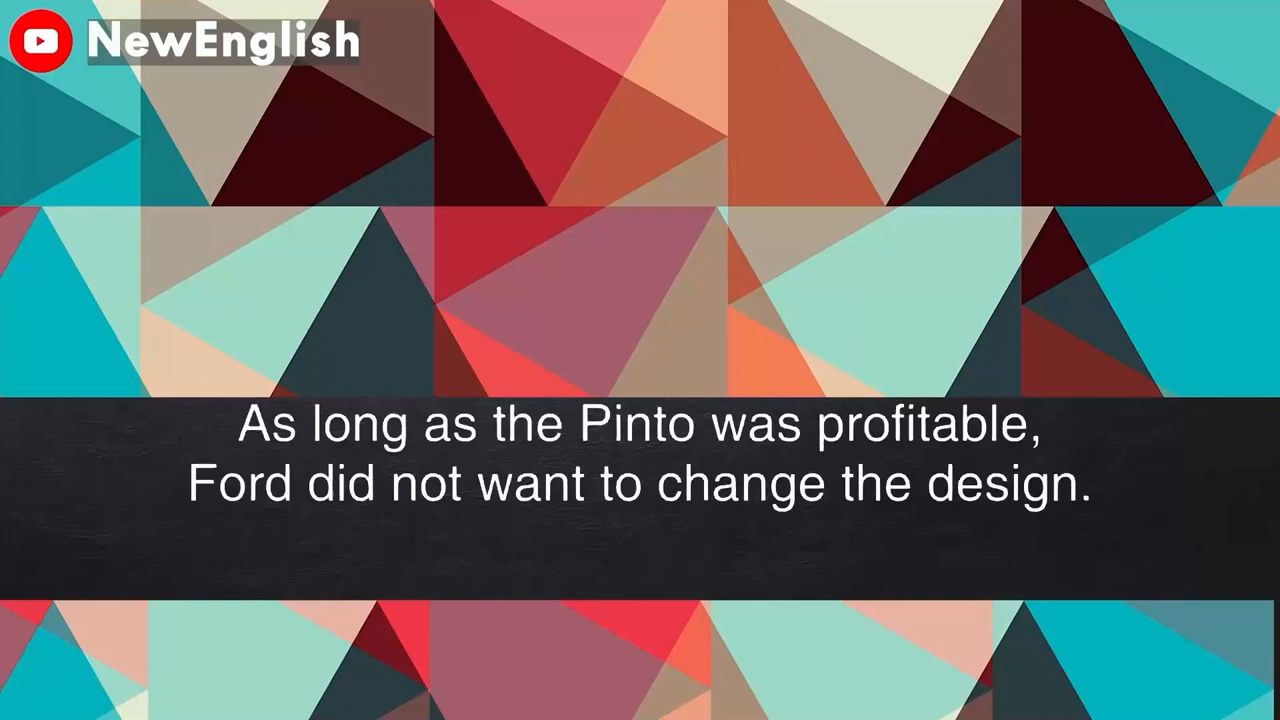 NewEnglish
As long as the Pinto was profitable,
Ford did not want to change the design.